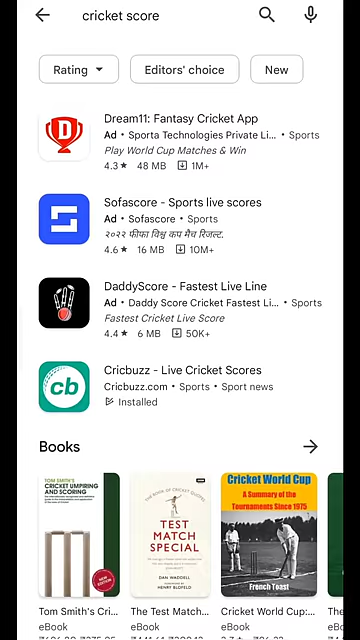 cricket score
Rating
Editors' choice
New
Dream11: Fantasy Cricket App
Ad • Sporta Technologies Private Li... • Sports
Play World Cup Matches & Win
4.3 ★ 48 MB 1M+
Sofascore - Sports live scores
Ad • Sofascore • Sports
२०२२ फीफा विश्व कप मैच रिजल्ट.
4.6 ★ 16 MB 10M+
DaddyScore - Fastest Live Line
Ad • Daddy Score Cricket Fastest Li... • Sports
Fastest Cricket Live Score
4.4 ★ 6 MB 50K+
cb
Cricbuzz - Live Cricket Scores
Cricbuzz.com • Sports • Sport news
Installed
Books
TOM SMITH'S
CRICKET UMPIRING
AND SCORING
NEW EDITION
THE BOOK OF CRICKET QUOTES
TEST
MATCH
SPECIAL
DAN WADDELL
HENRY BLOFELD
Cricket World Cup
A Summary of the
Tournaments Since 1975
French Toast
Tom Smith's Cri...
eBook
The Test Match...
eBook
Cricket World Cup:...
eBook
The
eBo